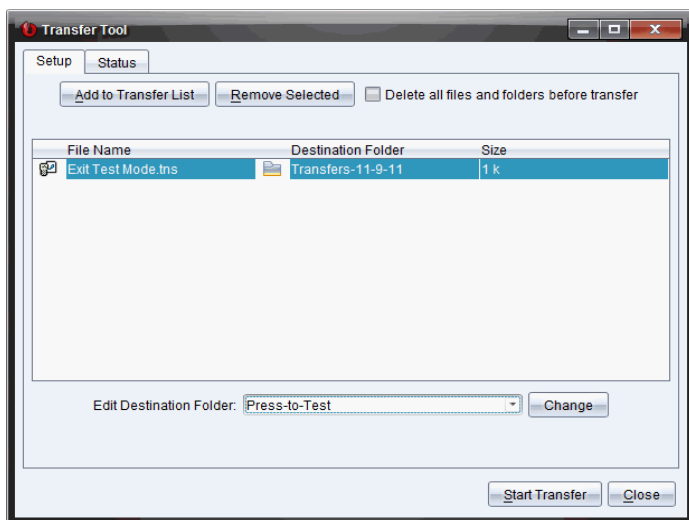 Transfer Tool
Setup Status
Add to Transfer List Remove Selected Delete all files and folders before transfer
File Name Destination Folder Size
Exit Test Mode.tns Transfers-11-9-11 1 k
Edit Destination Folder: Press-to-Test Change
Start Transfer Close